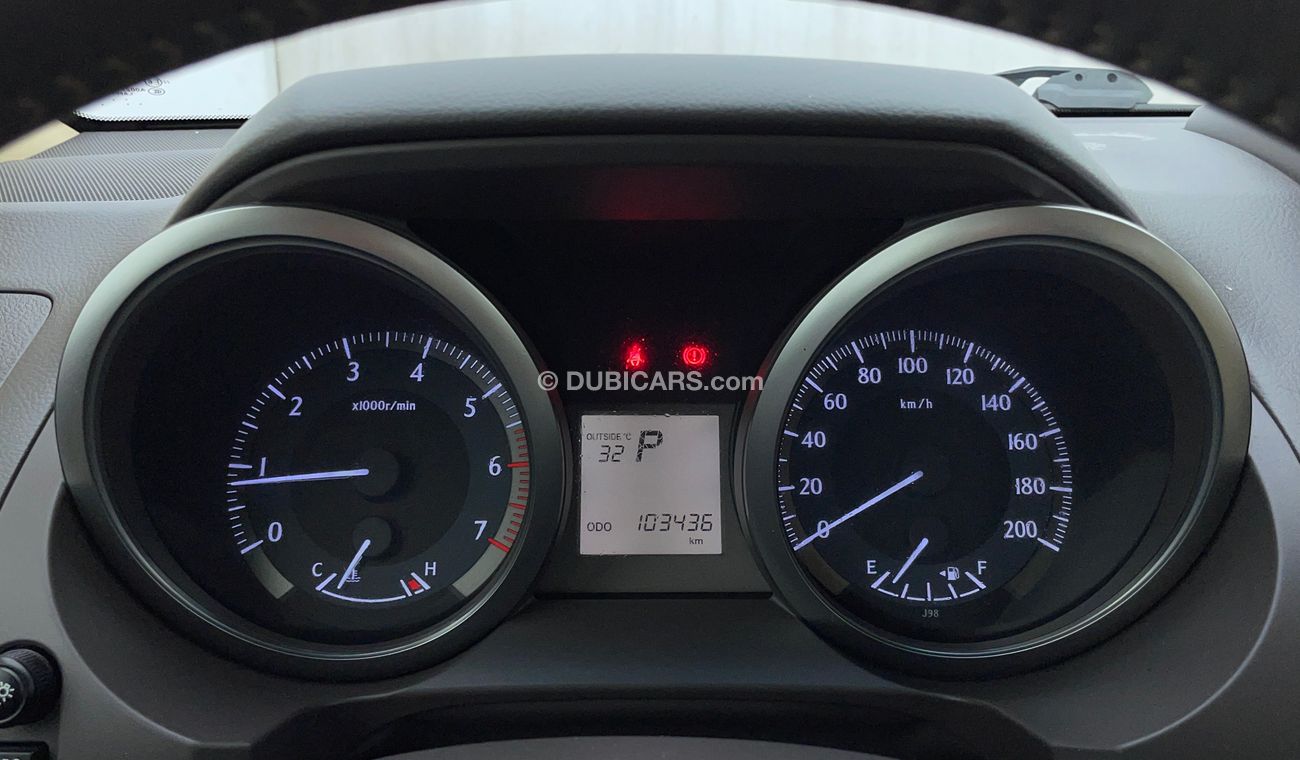 3 4
2 5
x1000r/min
1 6
0 7
C H
© DUBICARS.com
OUTSIDE °C
32 P
ODO 103436
km
80 100 120
60 km/h 140
40 160
20 180
0 200
E F
J98